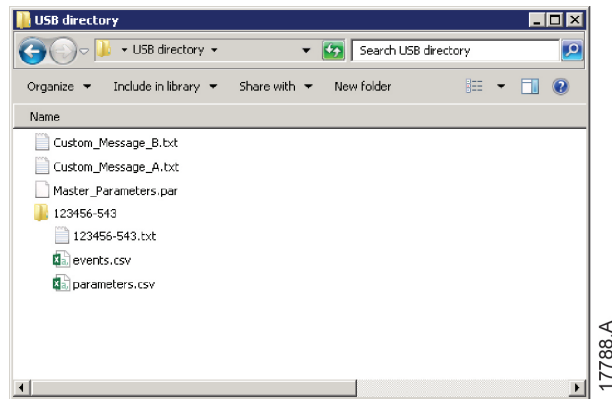 USB directory
USB directory
Search USB directory
Organize Include in library Share with New folder
Name
Custom_Message_B.txt
Custom_Message_A.txt
Master_Parameters.par
123456-543
123456-543.txt
events.csv
parameters.csv
17788.A